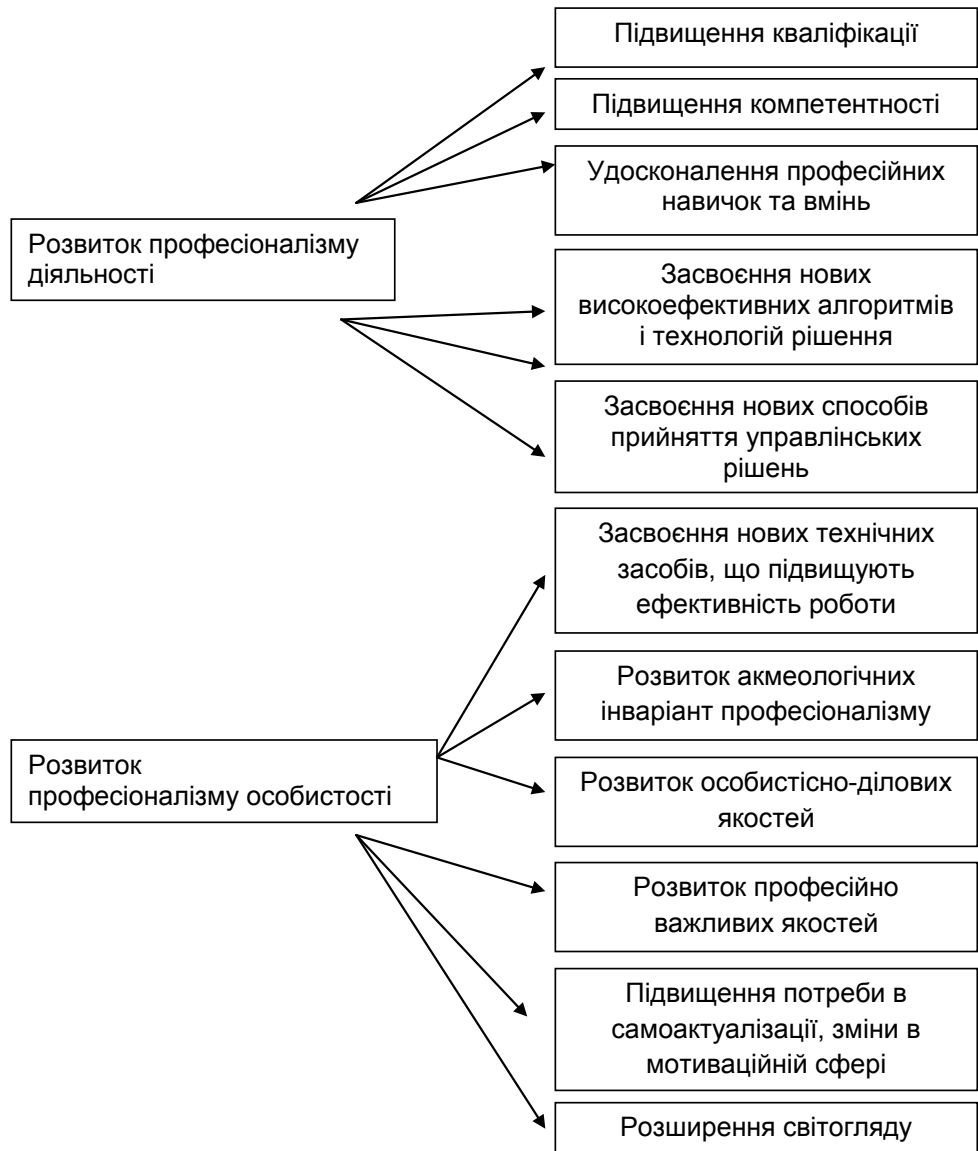 Підвищення кваліфікації
Підвищення компетентності
Удосконалення професійних
навичок та вмінь
Розвиток професіоналізму
діяльності
Засвоєння нових
високоефективних алгоритмів
і технологій рішення
Засвоєння нових способів
прийняття управлінських
рішень
Засвоєння нових технічних
засобів, що підвищують
ефективність роботи
Розвиток акмеологічних
інваріант професіоналізму
Розвиток
професіоналізму особистості
Розвиток особистісно-ділових
якостей
Розвиток професійно
важливих якостей
Підвищення потреби в
самоактуалізації, зміни в
мотиваційній сфері
Розширення світогляду